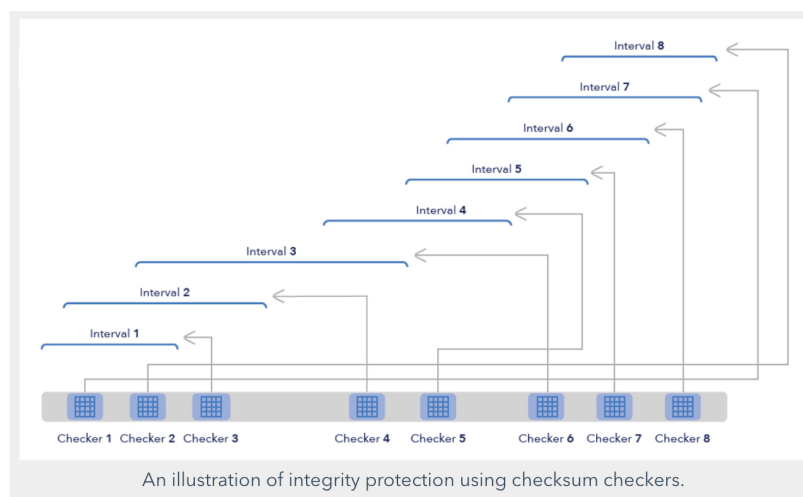 Interval 8
Interval 7
Interval 6
Interval 5
Interval 4
Interval 3
Interval 2
Interval 1
Checker 1 Checker 2 Checker 3 Checker 4 Checker 5 Checker 6 Checker 7 Checker 8
An illustration of integrity protection using checksum checkers.